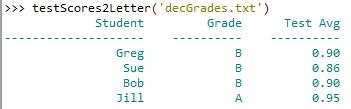 >>> testScores2Letter('decGrades.txt')
Student Grade Test Avg
-------------- ---------- ----------
Greg B 0.90
Sue B 0.86
Bob B 0.90
Jill A 0.95